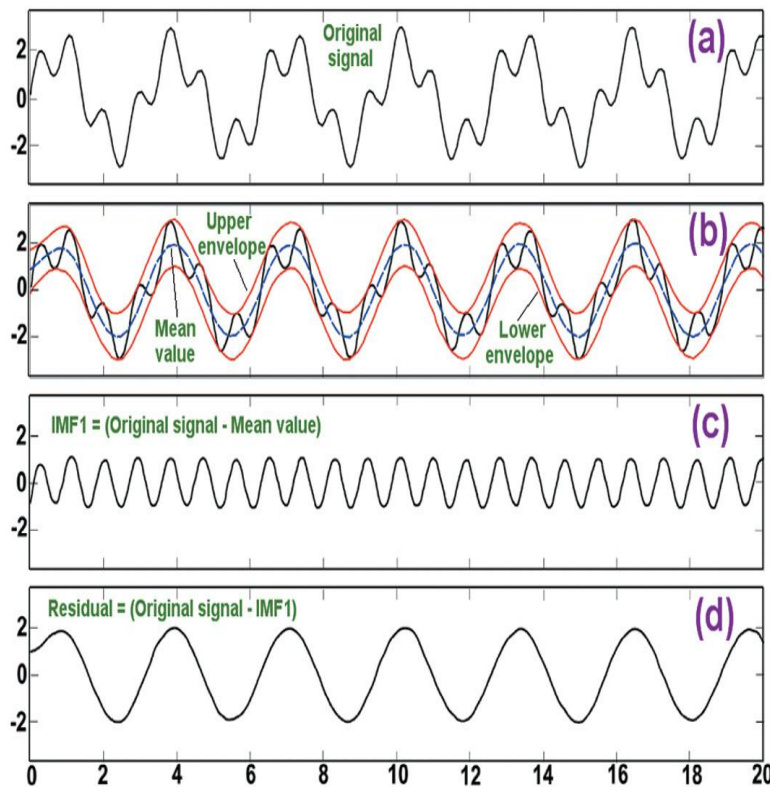 2
0
-2
Original
signal
(a)
2
0
-2
Upper
envelope
Mean
value
Lower
envelope
(b)
2
0
-2
IMF1 = (Original signal - Mean value)
(c)
2
0
-2
Residual = (Original signal - IMF1)
(d)
0 2 4 6 8 10 12 14 16 18 20